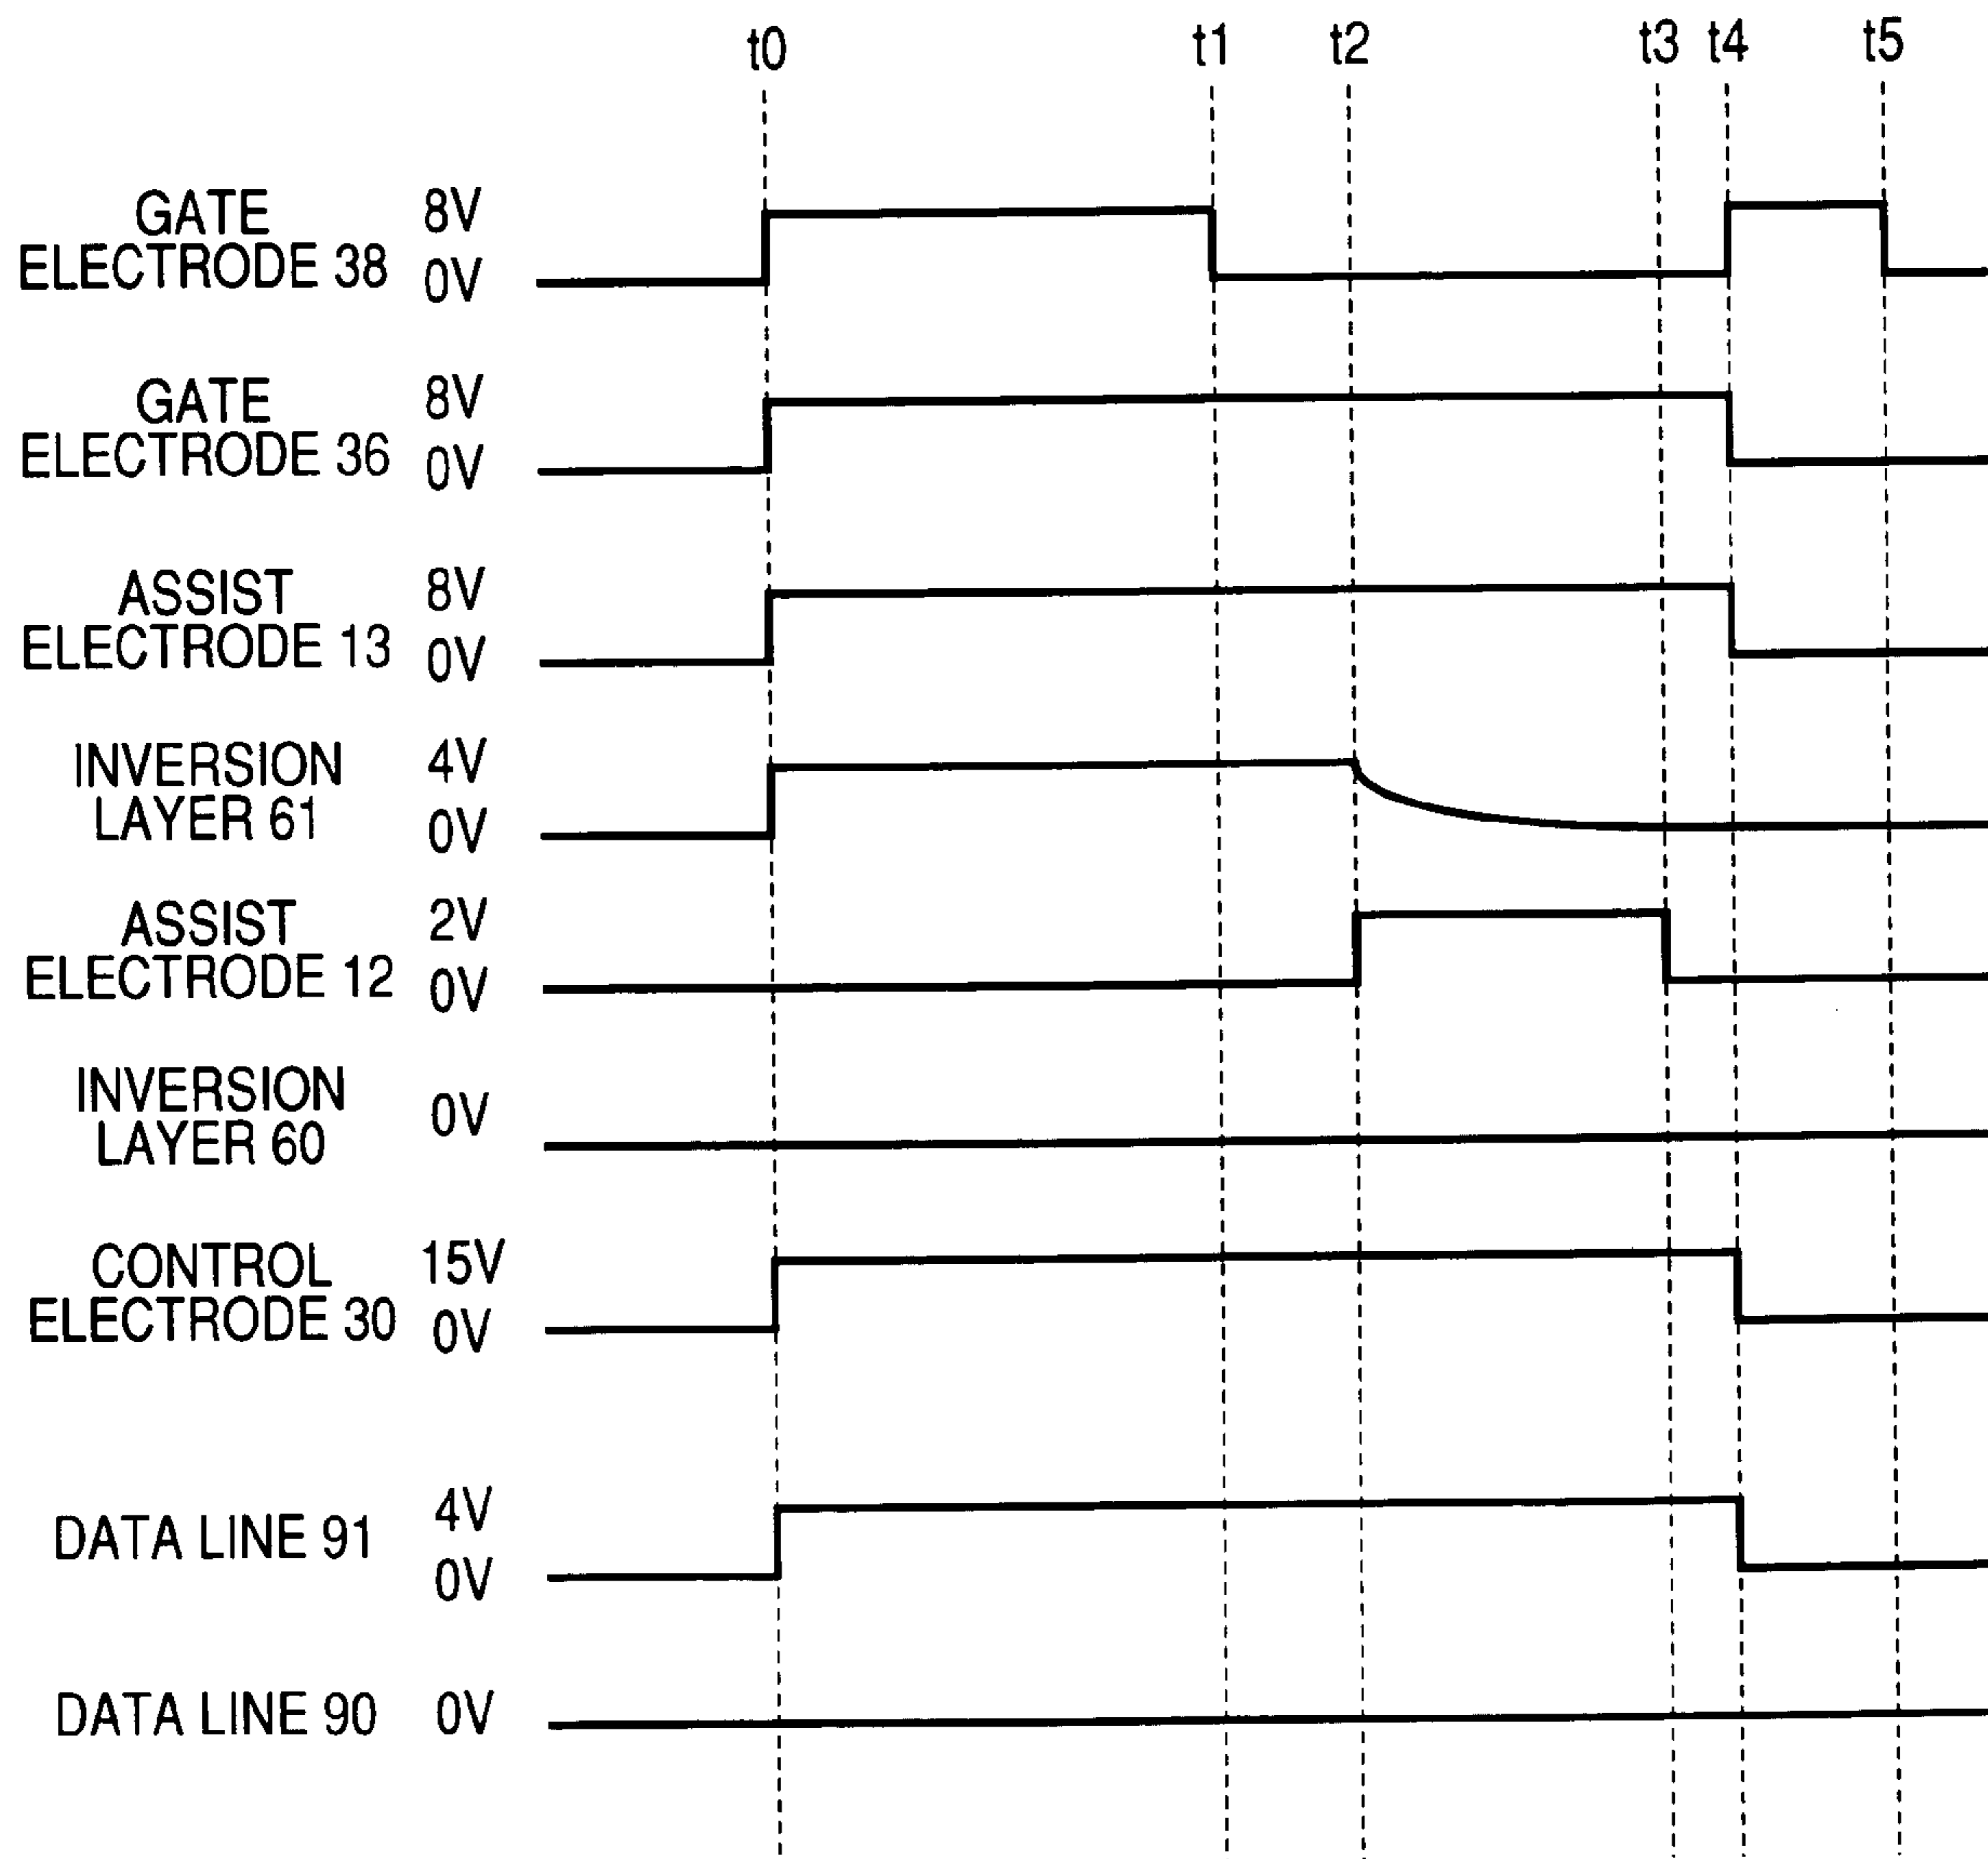 t0 t1 t2 t3 t4 t5
GATE
ELECTRODE 38
8V
0V
GATE
ELECTRODE 36
8V
0V
ASSIST
ELECTRODE 13
8V
0V
INVERSION
LAYER 61
4V
0V
ASSIST
ELECTRODE 12
2V
0V
INVERSION
LAYER 60
0V
CONTROL
ELECTRODE 30
15V
0V
DATA LINE 91
4V
0V
DATA LINE 90 0V